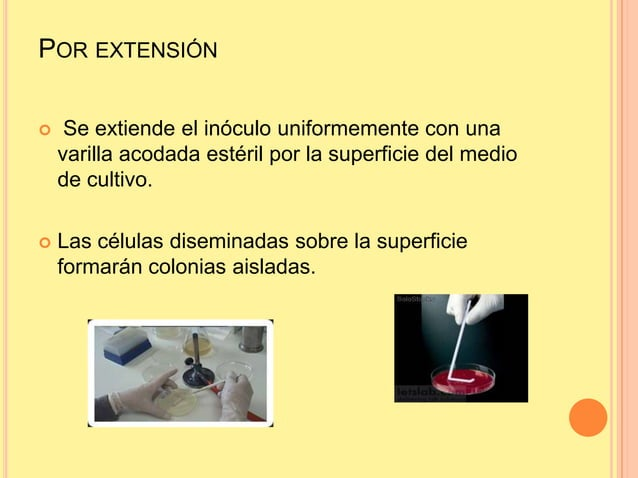 POR EXTENSIÓN
Se extiende el inóculo uniformemente con una
varilla acodada estéril por la superficie del medio
de cultivo.
Las células diseminadas sobre la superficie
formarán colonias aisladas.